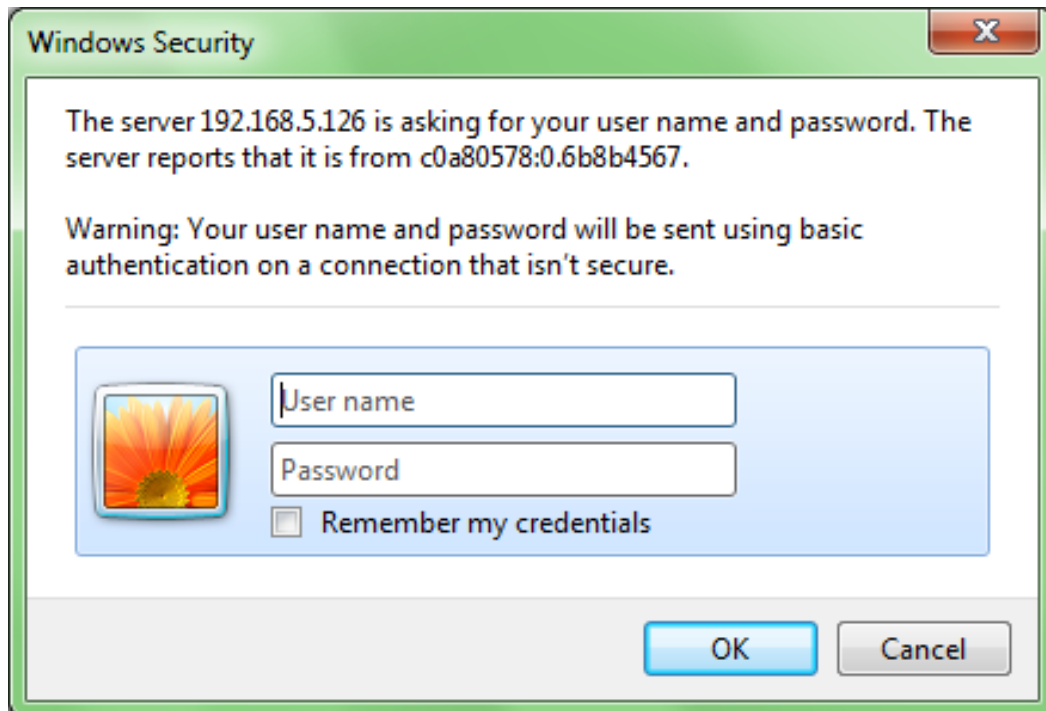 Windows Security
The server 192.168.5.126 is asking for your user name and password. The
server reports that it is from c0a80578:0.6b8b4567.
Warning: Your user name and password will be sent using basic
authentication on a connection that isn't secure.
User name
Password
Remember my credentials
OK
Cancel